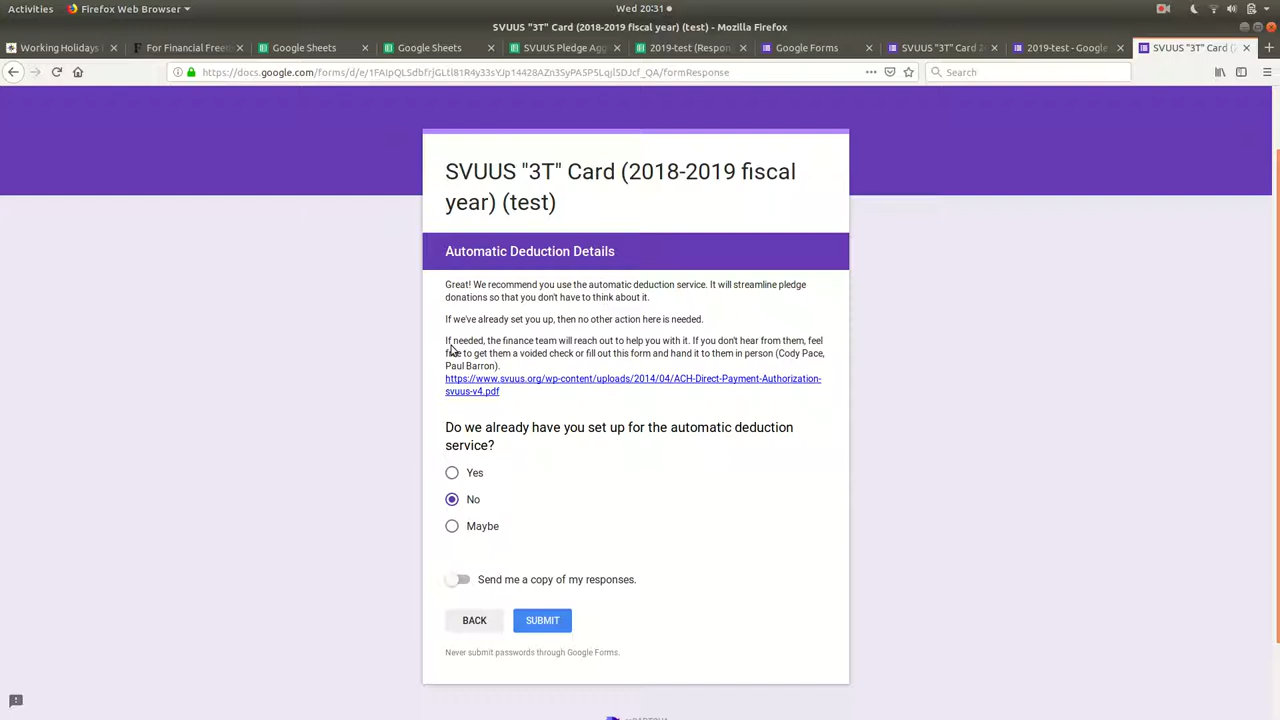 Activities
Firefox Web Browser
Wed 20:31
SVUUS "3T" Card (2018-2019 fiscal year) (test) - Mozilla Firefox
Working Holidays
For Financial Free
Google Sheets
Google Sheets
SVUUS Pledge Agg
2019-test (Respon
Google Forms
SVUUS "3T" Card
2019-test - Google
SVUUS "3T" Card (
https://docs.google.com/forms/d/e/
/formResponse
Search
SVUUS "3T" Card (2018-2019 fiscal
year) (test)
Automatic Deduction Details
Great! We recommend you use the automatic deduction service. It will streamline pledge
donations so that you don't have to think about it.
If we've already set you up, then no other action here is needed.
If needed, the finance team will reach out to help you with it. If you don't hear from them, feel
free to get them a voided check or fill out this form and hand it to them in person (Cody Pace,
Paul Barron).
https://www.svuus.org/wp-content/uploads/2014/04/ACH-Direct-Payment-Authorization-
svuus-v4.pdf
Do we already have you set up for the automatic deduction
service?
Yes
No
Maybe
Send me a copy of my responses.
BACK
SUBMIT
Never submit passwords through Google Forms.